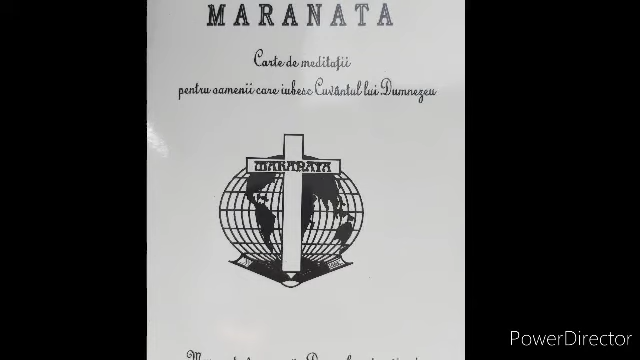 MARANATA
Carte de meditații
pentru oamenii care iubesc Cuvântul lui Dumnezeu
MARANATA
PowerDirector